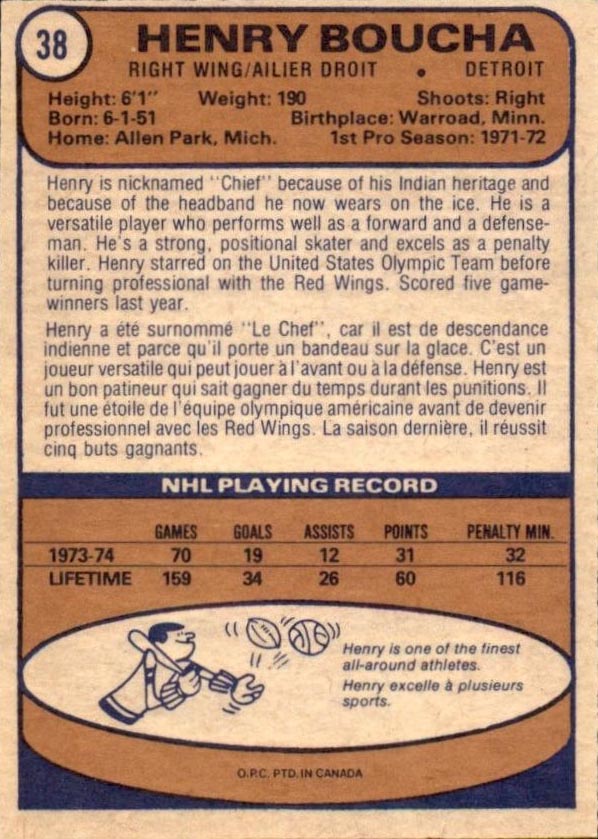 38
HENRY BOUCHA
RIGHT WING/AILIER DROIT • DETROIT
Height: 6'1" Weight: 190 Shoots: Right
Born: 6-1-51 Birthplace: Warroad, Minn.
Home: Allen Park, Mich. 1st Pro Season: 1971-72
Henry is nicknamed "Chief" because of his Indian heritage and
because of the headband he now wears on the ice. He is a
versatile player who performs well as a forward and a defense-
man. He's a strong, positional skater and excels as a penalty
killer. Henry starred on the United States Olympic Team before
turning professional with the Red Wings. Scored five game-
winners last year.
Henry a été surnommé "Le Chef", car il est de descendance
indienne et parce qu'il porte un bandeau sur la glace. C'est un
joueur versatile qui peut jouer à l'avant ou à la défense. Henry est
un bon patineur qui sait gagner du temps durant les punitions. Il
fut une étoile de l'équipe olympique américaine avant de devenir
professionnel avec les Red Wings. La saison dernière, il réussit
cinq buts gagnants.
NHL PLAYING RECORD
GAMES GOALS ASSISTS POINTS PENALTY MIN.
1973-74 70 19 12 31 32
LIFETIME 159 34 26 60 116
Henry is one of the finest
all-around athletes.
Henry excelle à plusieurs
sports.
O.P.C. PTD. IN CANADA